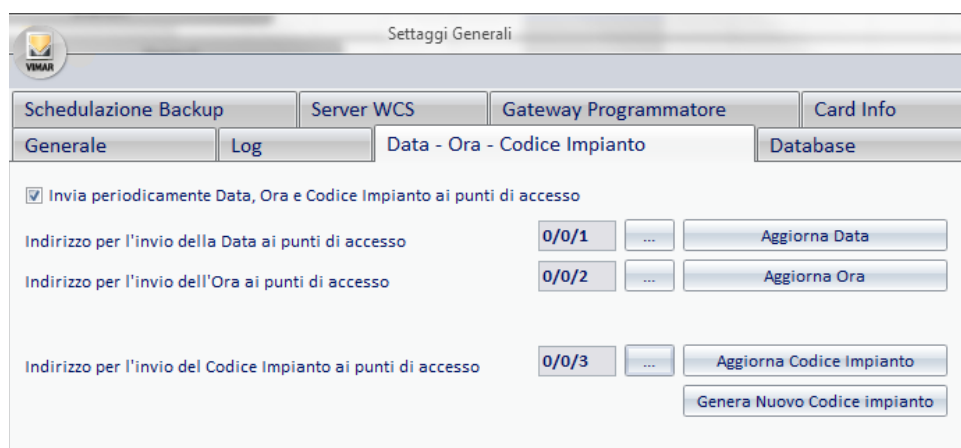 Settaggi Generali
VIMAR
Schedulazione Backup Server WCS Gateway Programmatore Card Info
Generale Log Data - Ora - Codice Impianto Database
Invia periodicamente Data, Ora e Codice Impianto ai punti di accesso
Indirizzo per l'invio della Data ai punti di accesso 0/0/1 ... Aggiorna Data
Indirizzo per l'invio dell'Ora ai punti di accesso 0/0/2 ... Aggiorna Ora
Indirizzo per l'invio del Codice Impianto ai punti di accesso 0/0/3 ... Aggiorna Codice Impianto
Genera Nuovo Codice impianto